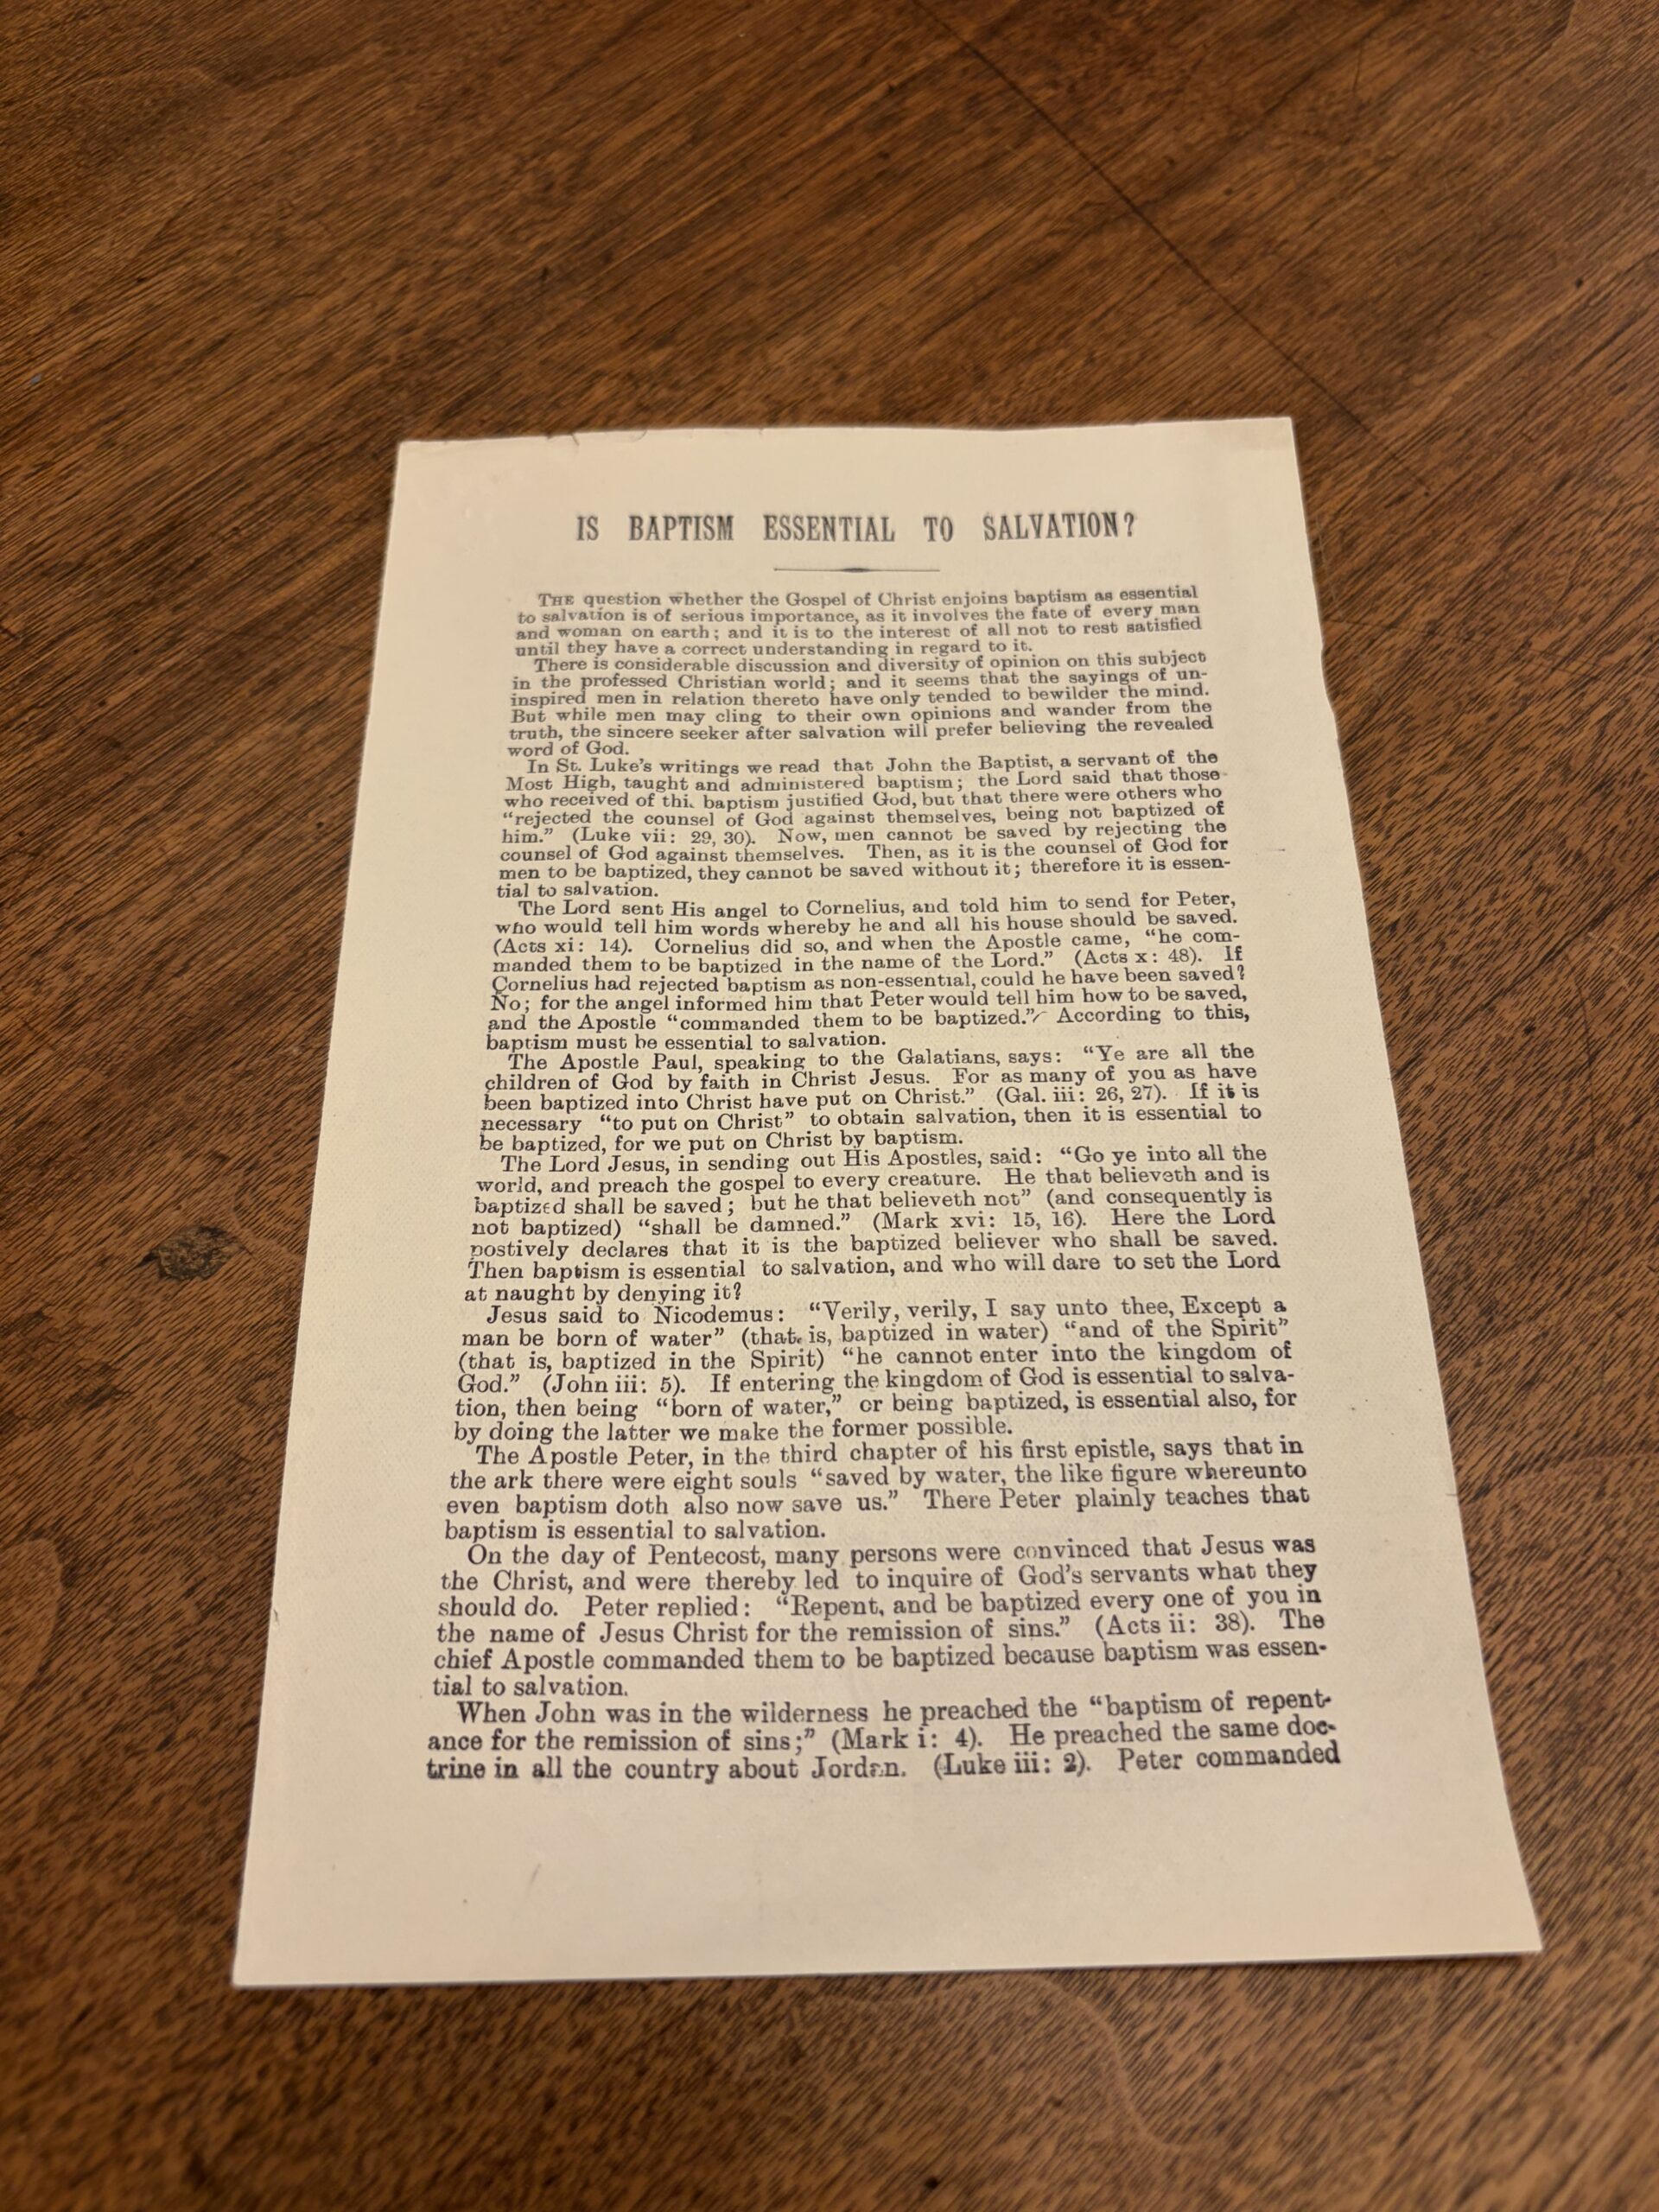 IS BAPTISM ESSENTIAL TO SALVATION?
THE question whether the Gospel of Christ enjoins baptism as essential
to salvation is of serious importance, as it involves the fate of every man
and woman on earth; and it is to the interest of all not to rest satisfied
until they have a correct understanding in regard to it.
There is considerable discussion and diversity of opinion on this subject
in the professed Christian world; and it seems that the sayings of un-
inspired men in relation thereto have only tended to bewilder the mind.
But while men may cling to their own opinions and wander from the
truth, the sincere seeker after salvation will prefer believing the revealed
word of God.
In St. Luke's writings we read that John the Baptist, a servant of the
Most High, taught and administered baptism; the Lord said that those
who received of thi. baptism justified God, but that there were others who
“rejected the counsel of God against themselves, being not baptized of
him.” (Luke vii: 29, 30). Now, men cannot be saved by rejecting the
counsel of God against themselves. Then, as it is the counsel of God for
men to be baptized, they cannot be saved without it; therefore it is essen-
tial to salvation.
The Lord sent His angel to Cornelius, and told him to send for Peter,
who would tell him words whereby he and all his house should be saved.
(Acts xi: 14). Cornelius did so, and when the Apostle came, “he com-
manded them to be baptized in the name of the Lord.” (Acts x: 48). If
Cornelius had rejected baptism as non-essential, could he have been saved?
No; for the angel informed him that Peter would tell him how to be saved,
and the Apostle “commanded them to be baptized.” According to this,
baptism must be essential to salvation.
The Apostle Paul, speaking to the Galatians, says: “Ye are all the
children of God by faith in Christ Jesus. For as many of you as have
been baptized into Christ have put on Christ.” (Gal. iii: 26, 27). If it is
necessary “to put on Christ” to obtain salvation, then it is essential to
be baptized, for we put on Christ by baptism.
The Lord Jesus, in sending out His Apostles, said: “Go ye into all the
world, and preach the gospel to every creature. He that believeth and is
baptized shall be saved; but he that believeth not” (and consequently is
not baptized) “shall be damned.” (Mark xvi: 15, 16). Here the Lord
postively declares that it is the baptized believer who shall be saved.
Then baptism is essential to salvation, and who will dare to set the Lord
at naught by denying it?
Jesus said to Nicodemus: “Verily, verily, I say unto thee, Except a
man be born of water” (that is, baptized in water) “and of the Spirit”
(that is, baptized in the Spirit) “he cannot enter into the kingdom of
God.” (John iii: 5). If entering the kingdom of God is essential to salva-
tion, then being “born of water,” or being baptized, is essential also, for
by doing the latter we make the former possible.
The Apostle Peter, in the third chapter of his first epistle, says that in
the ark there were eight souls “saved by water, the like figure whereunto
even baptism doth also now save us.” There Peter plainly teaches that
baptism is essential to salvation.
On the day of Pentecost, many persons were convinced that Jesus was
the Christ, and were thereby led to inquire of God's servants what they
should do. Peter replied: “Repent, and be baptized every one of you in
the name of Jesus Christ for the remission of sins.” (Acts ii: 38). The
chief Apostle commanded them to be baptized because baptism was essen-
tial to salvation.
When John was in the wilderness he preached the “baptism of repent-
ance for the remission of sins;” (Mark i: 4). He preached the same doc-
trine in all the country about Jordan. (Luke iii: 2). Peter commanded